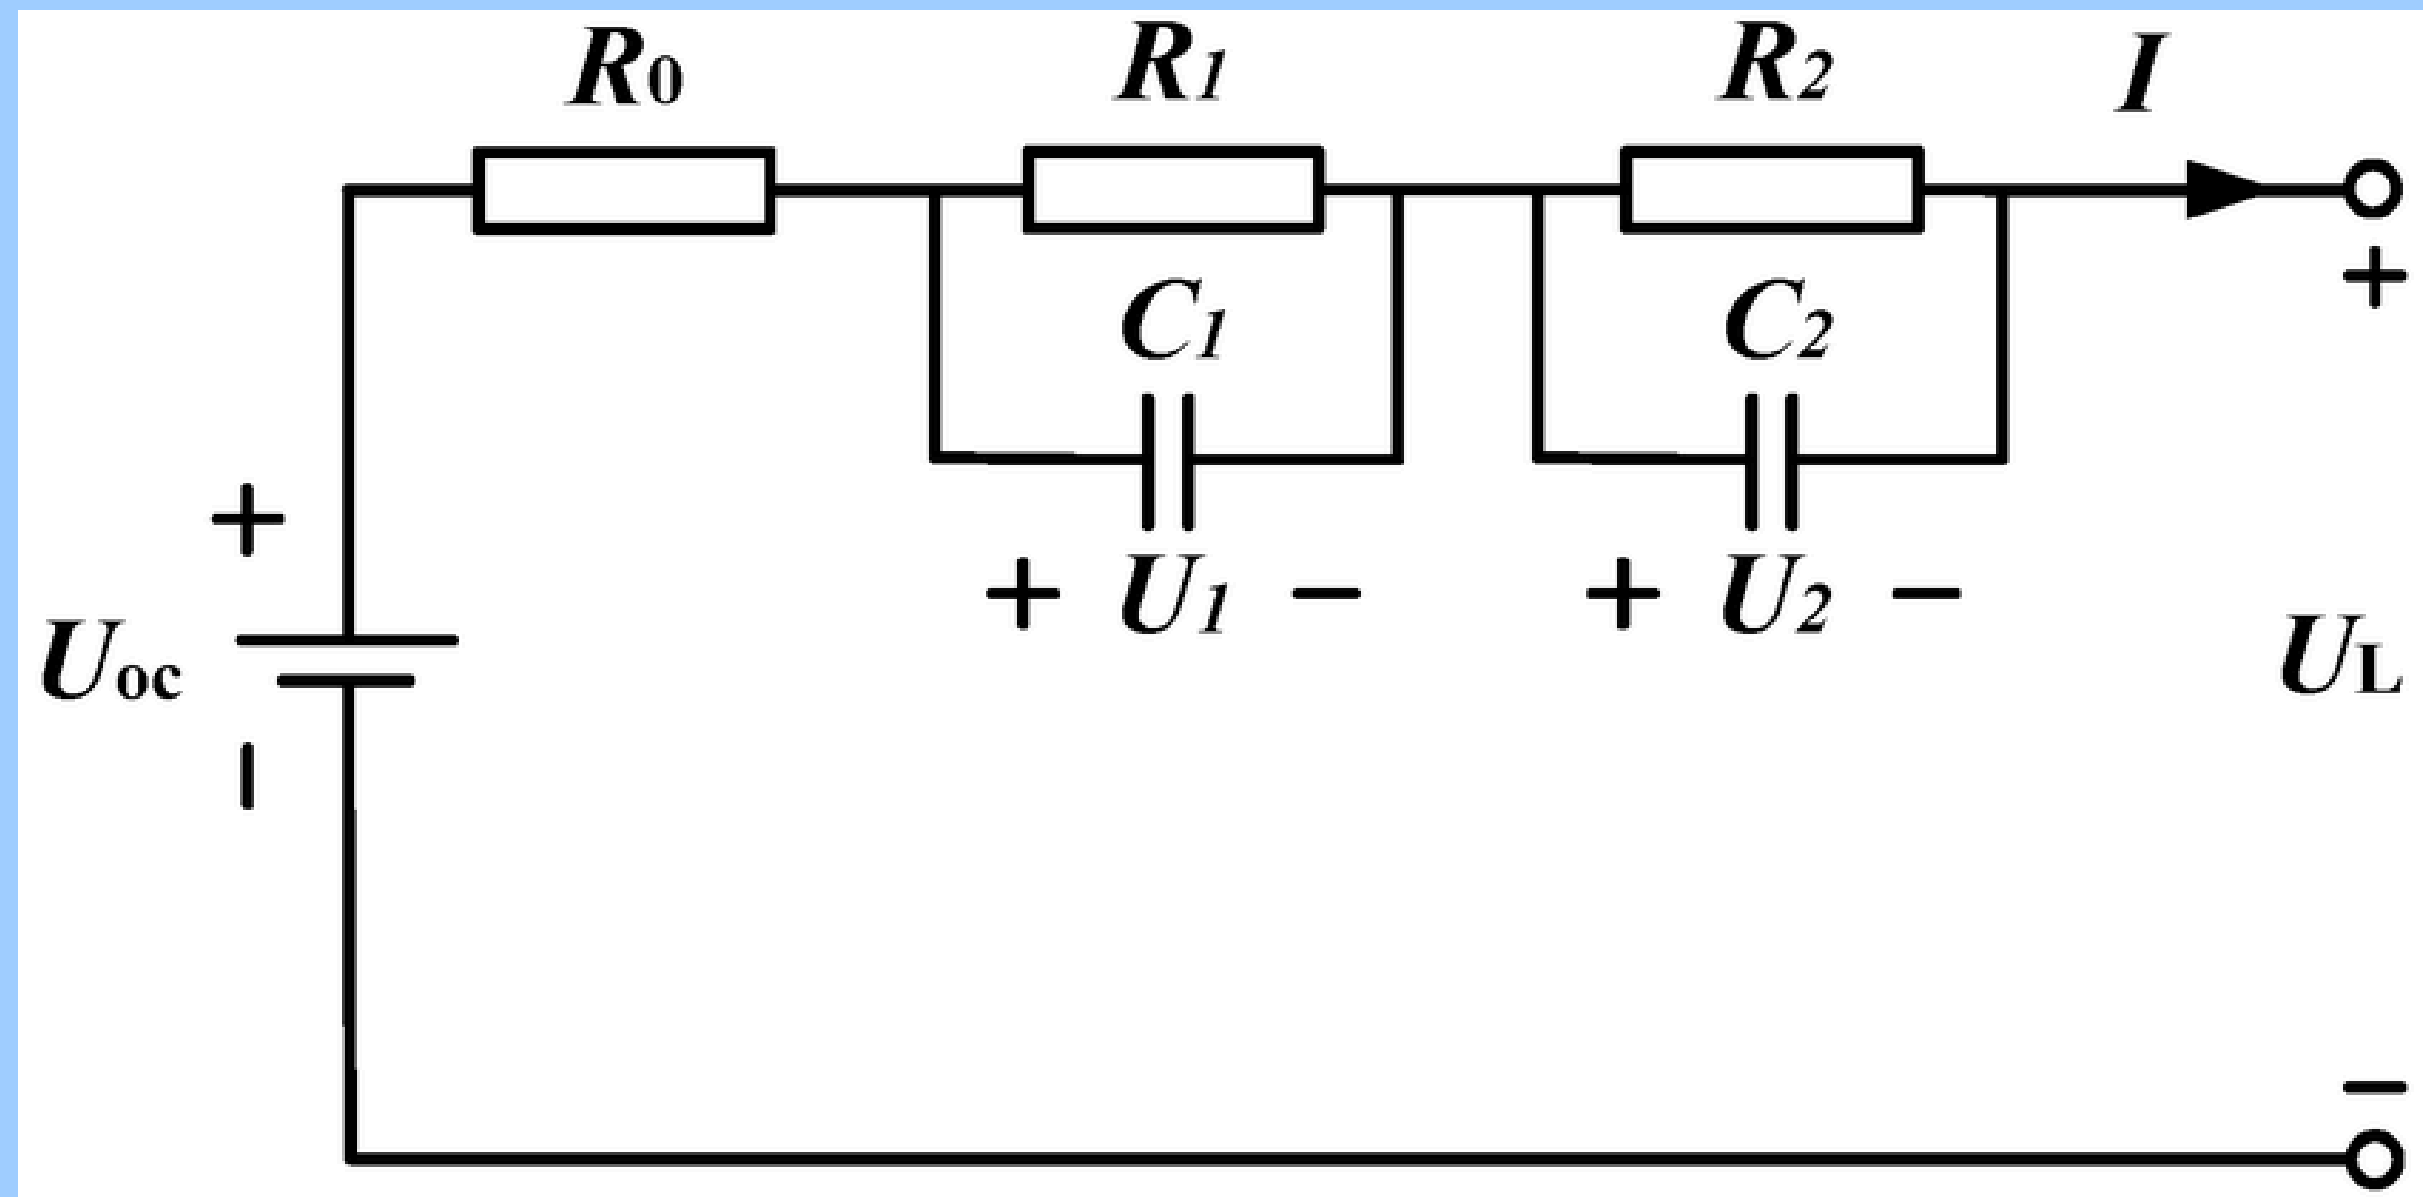 R0 R1 R2 I
C1 C2
+
+
+ U1 − + U2 −
Uoc UL
−
−